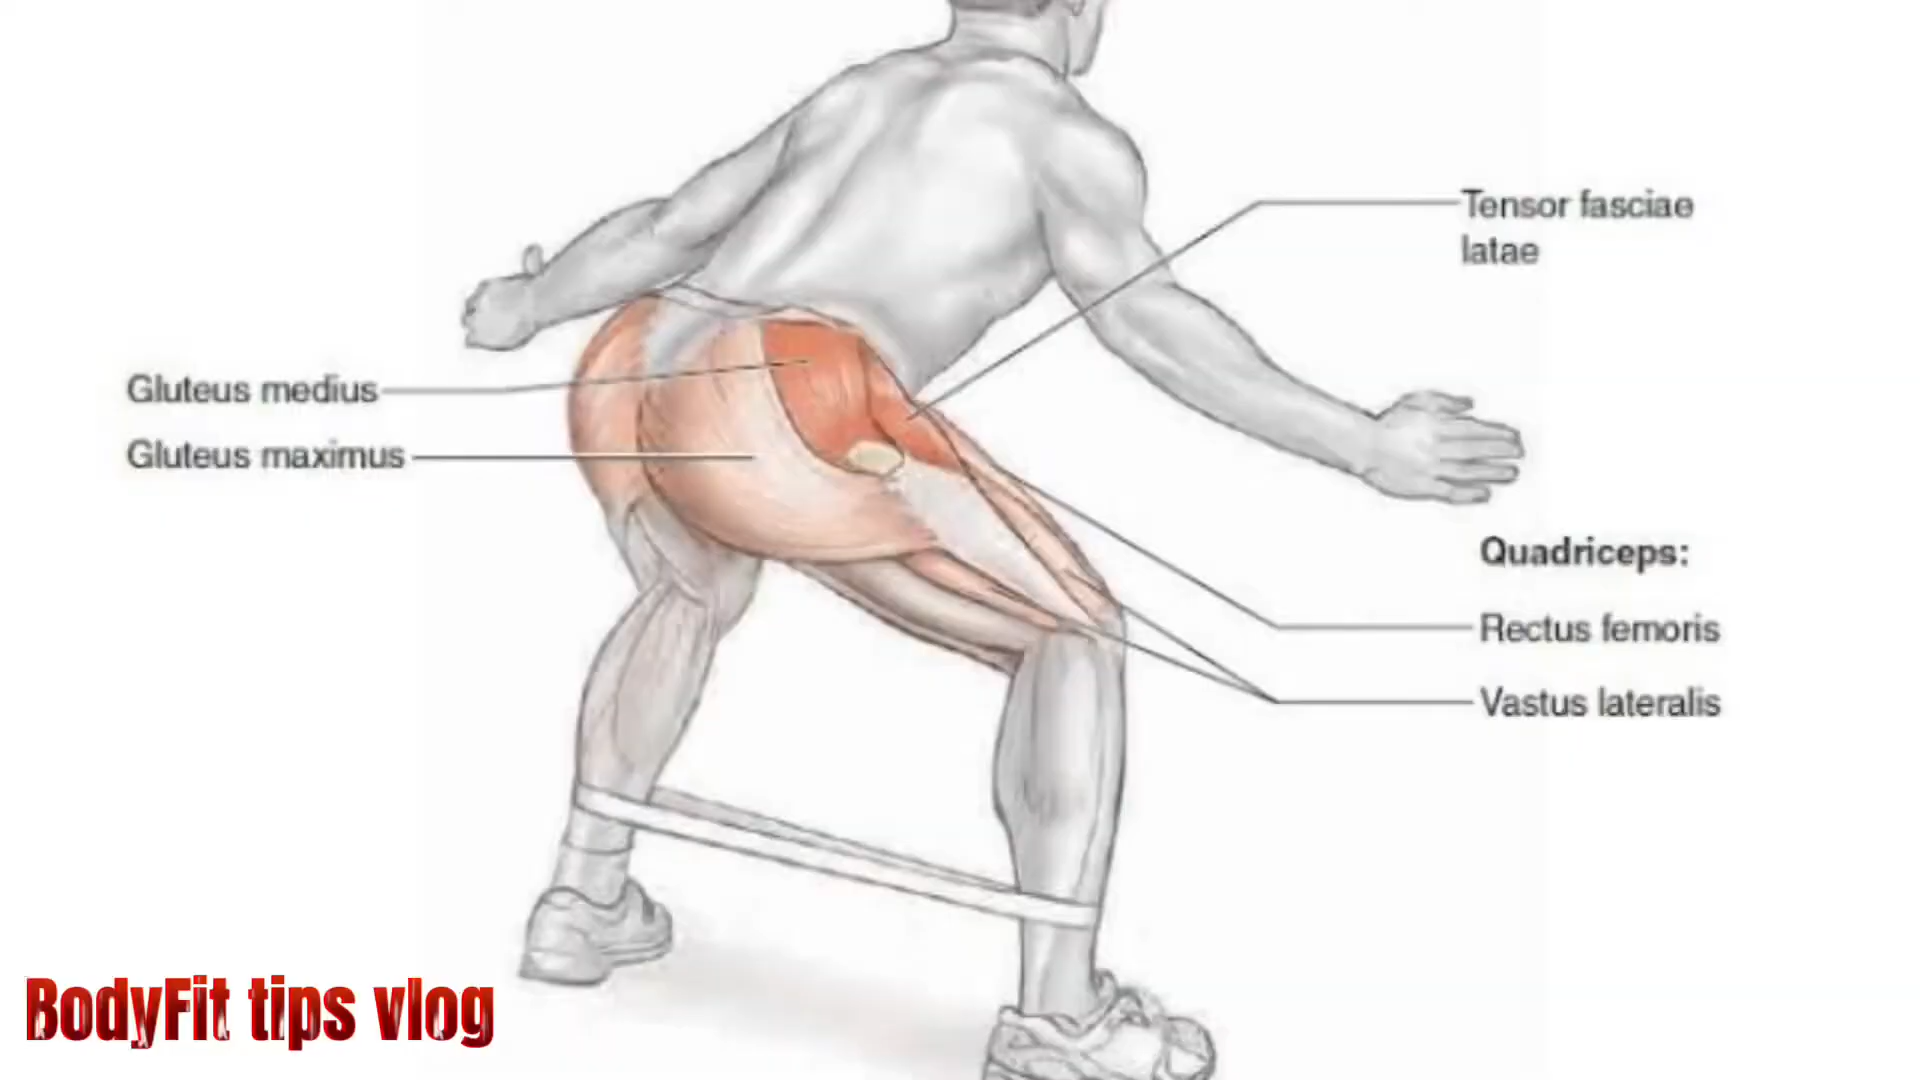 Tensor fasciae
latae
Gluteus medius
Gluteus maximus
Quadriceps:
Rectus femoris
Vastus lateralis
BodyFit tips vlog